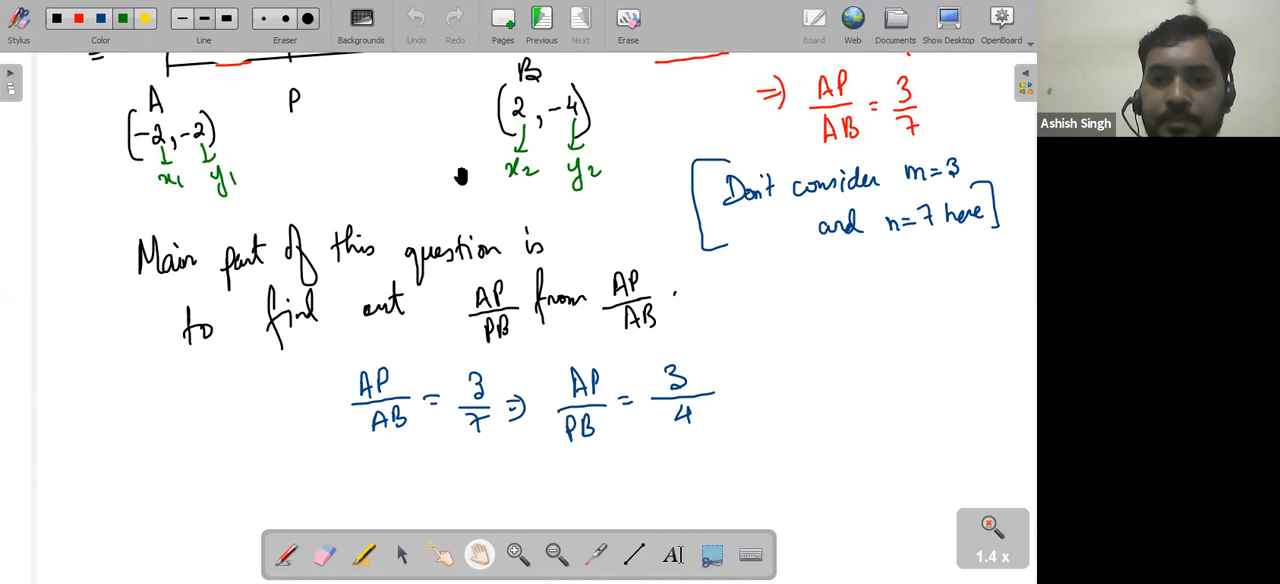 Stylus
Color
Line
Eraser
Backgrounds
Undo
Redo
Pages
Previous
Next
Erase
Board
Web
Documents
Show Desktop
OpenBoard
Ashish Singh
=
A
P
B
(-2, -2)
x1 y1
(2, -4)
x2 y2
=> AP/AB = 3/7
[Don't consider m=3
and n=7 here]
Main part of this question is
to find out AP/PB from AP/AB.
AP/AB = 3/7 => AP/PB = 3/4
A
1.4 x